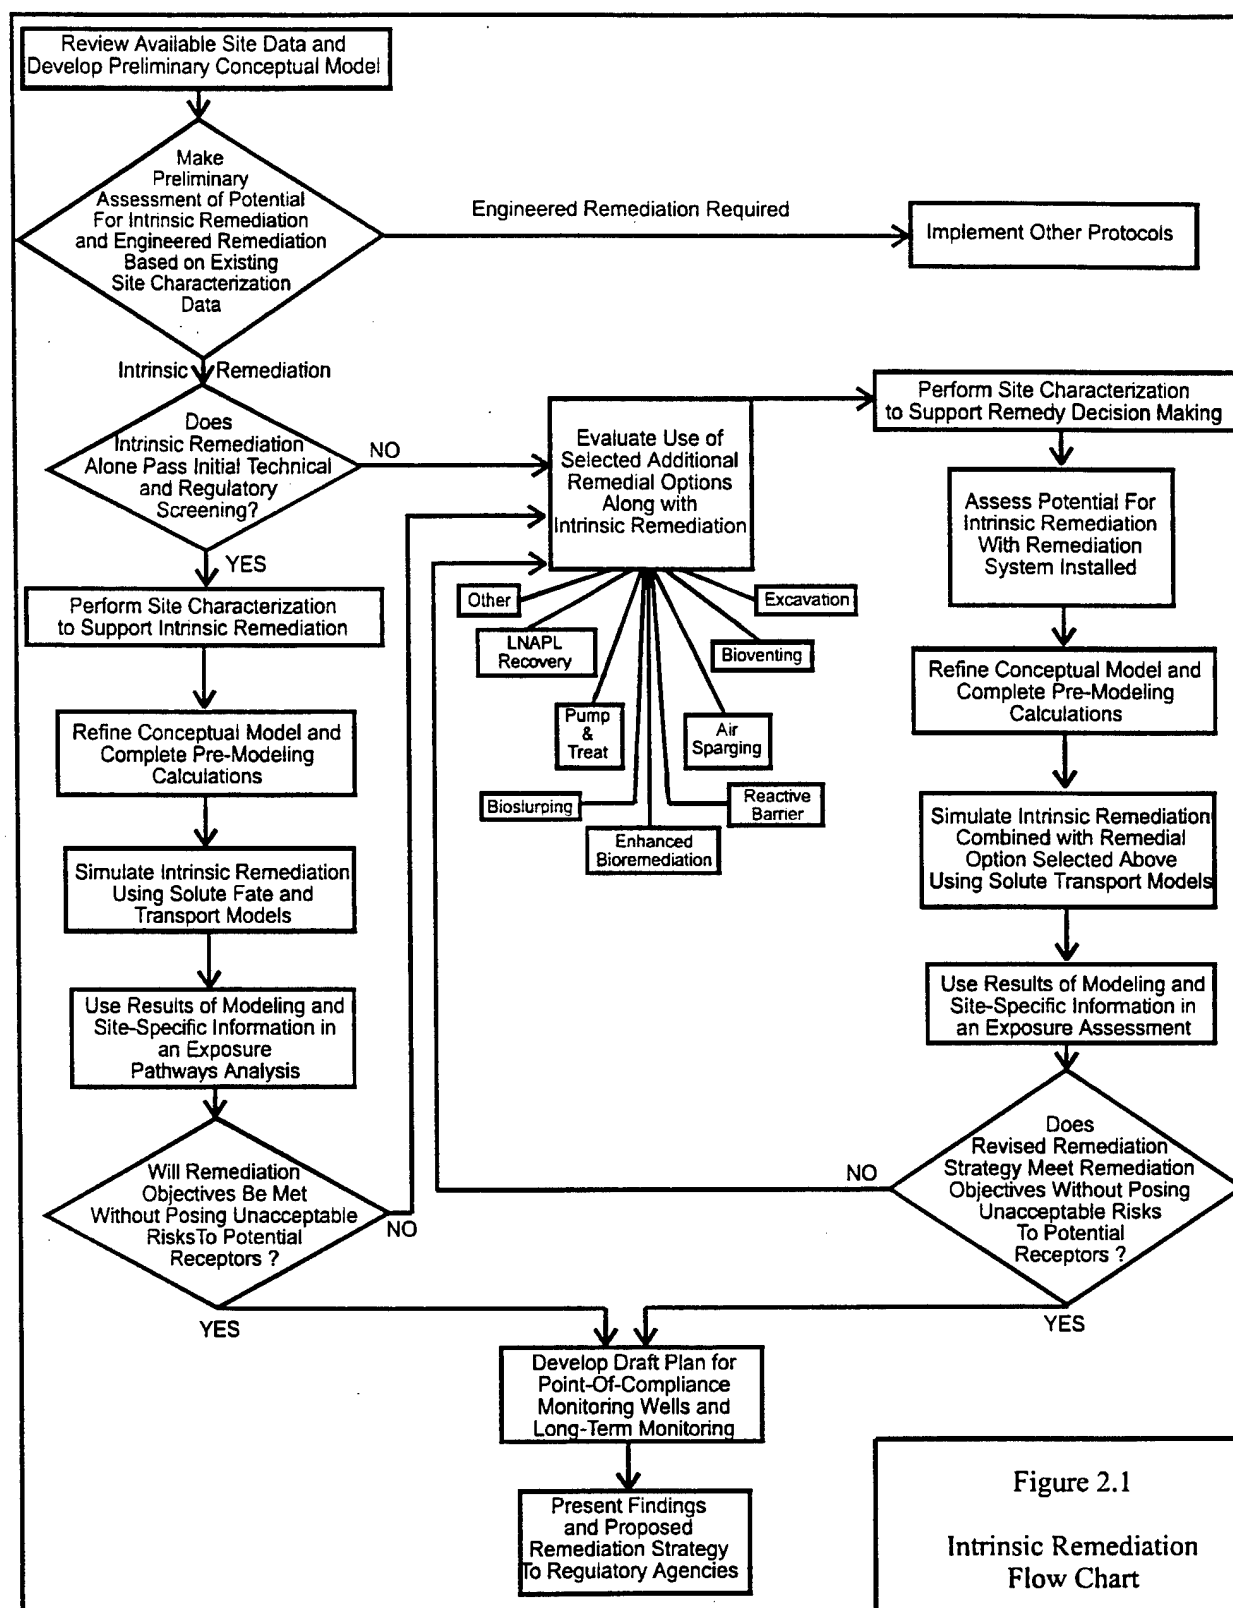 Review Available Site Data and
Develop Preliminary Conceptual Model
Make
Preliminary
Assessment of Potential
For Intrinsic Remediation
and Engineered Remediation
Based on Existing
Site Characterization
Data
Engineered Remediation Required
Implement Other Protocols
Intrinsic Remediation
Does
Intrinsic Remediation
Alone Pass Initial Technical
and Regulatory
Screening?
NO
YES
Perform Site Characterization
to Support Intrinsic Remediation
Refine Conceptual Model and
Complete Pre-Modeling
Calculations
Simulate Intrinsic Remediation
Using Solute Fate and
Transport Models
Use Results of Modeling and
Site-Specific Information in
an Exposure
Pathways Analysis
Will Remediation
Objectives Be Met
Without Posing Unacceptable
RisksTo Potential
Receptors ?
NO
YES
Evaluate Use of
Selected Additional
Remedial Options
Along with
Intrinsic Remediation
Other
Excavation
LNAPL
Recovery
Bioventing
Pump
&
Treat
Air
Sparging
Bioslurping
Reactive
Barrier
Enhanced
Bioremediation
Perform Site Characterization
to Support Remedy Decision Making
Assess Potential For
Intrinsic Remediation
With Remediation
System Installed
Refine Conceptual Model and
Complete Pre-Modeling
Calculations
Simulate Intrinsic Remediation
Combined with Remedial
Option Selected Above
Using Solute Transport Models
Use Results of Modeling and
Site-Specific Information in
an Exposure Assessment
Does
Revised Remediation
Strategy Meet Remediation
Objectives Without Posing
Unacceptable Risks
To Potential
Receptors ?
NO
YES
Develop Draft Plan for
Point-Of-Compliance
Monitoring Wells and
Long-Term Monitoring
Present Findings
and Proposed
Remediation Strategy
To Regulatory Agencies
Figure 2.1
Intrinsic Remediation
Flow Chart